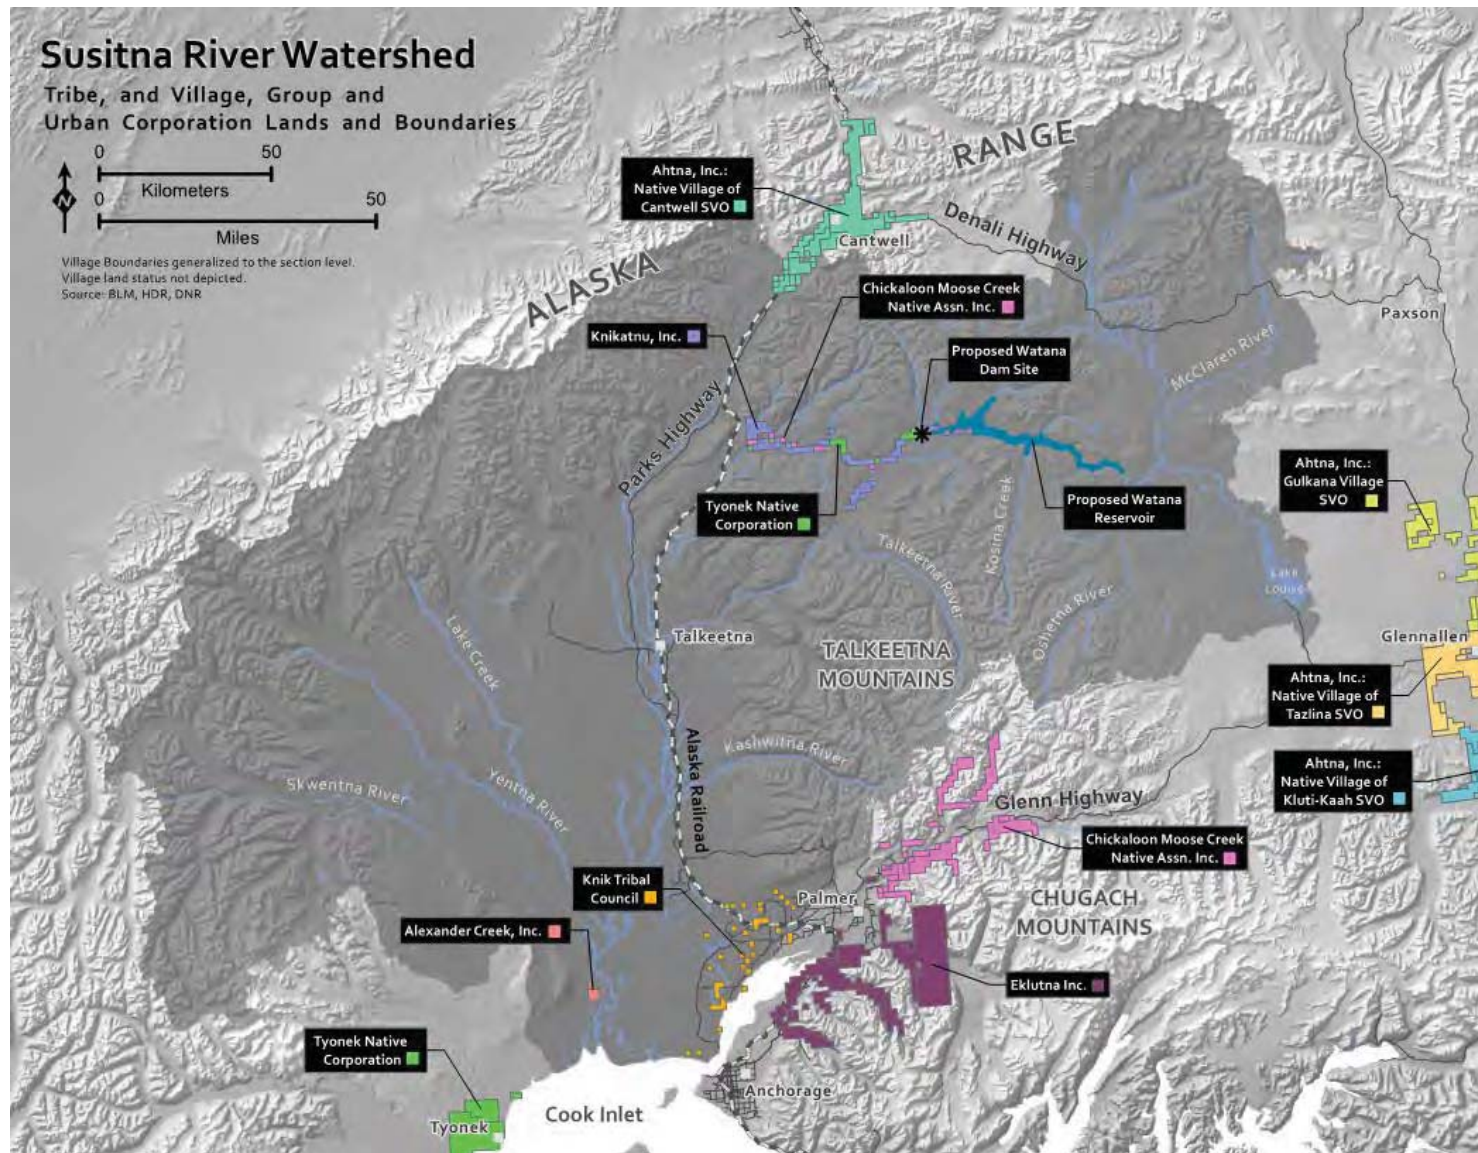 Susitna River Watershed
Tribe, and Village, Group and
Urban Corporation Lands and Boundaries
0 50
Kilometers
0 50
Miles
N
Village Boundaries generalized to the section level.
Village land status not depicted.
Source: BLM, HDR, DNR
Ahtna, Inc.:
Native Village of
Cantwell SVO
RANGE
Denali Highway
Cantwell
ALASKA
Chickaloon Moose Creek
Native Assn. Inc.
Knikatnu, Inc.
Proposed Watana
Dam Site
Paxson
McClaren River
Parks Highway
Tyonek Native
Corporation
Proposed Watana
Reservoir
Ahtna, Inc.:
Gulkana Village
SVO
Kosina Creek
Talkeetna River
Lake
Louise
Oshetna River
Lake Creek
Talkeetna
TALKEETNA
MOUNTAINS
Glennallen
Ahtna, Inc.:
Native Village of
Tazlina SVO
Alaska Railroad
Kashwitna River
Skwentna River
Yentna River
Glenn Highway
Ahtna, Inc.:
Native Village of
Kluti-Kaah SVO
Chickaloon Moose Creek
Native Assn. Inc.
Knik Tribal
Council
Palmer
CHUGACH
MOUNTAINS
Alexander Creek, Inc.
Eklutna Inc.
Tyonek Native
Corporation
Anchorage
Cook Inlet
Tyonek